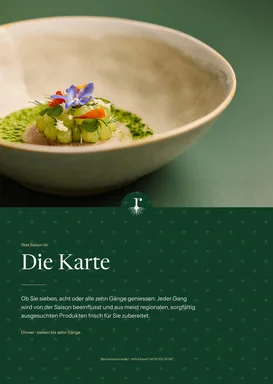 r
Was Saison ist
Die Karte
Ob Sie sieben, acht oder alle zehn Gänge geniessen: Jeder Gang
wird von der Saison beeinflusst und aus meist regionalen, sorgfältig
ausgesuchten Produkten frisch für Sie zubereitet.
Dinner: sieben bis zehn Gänge